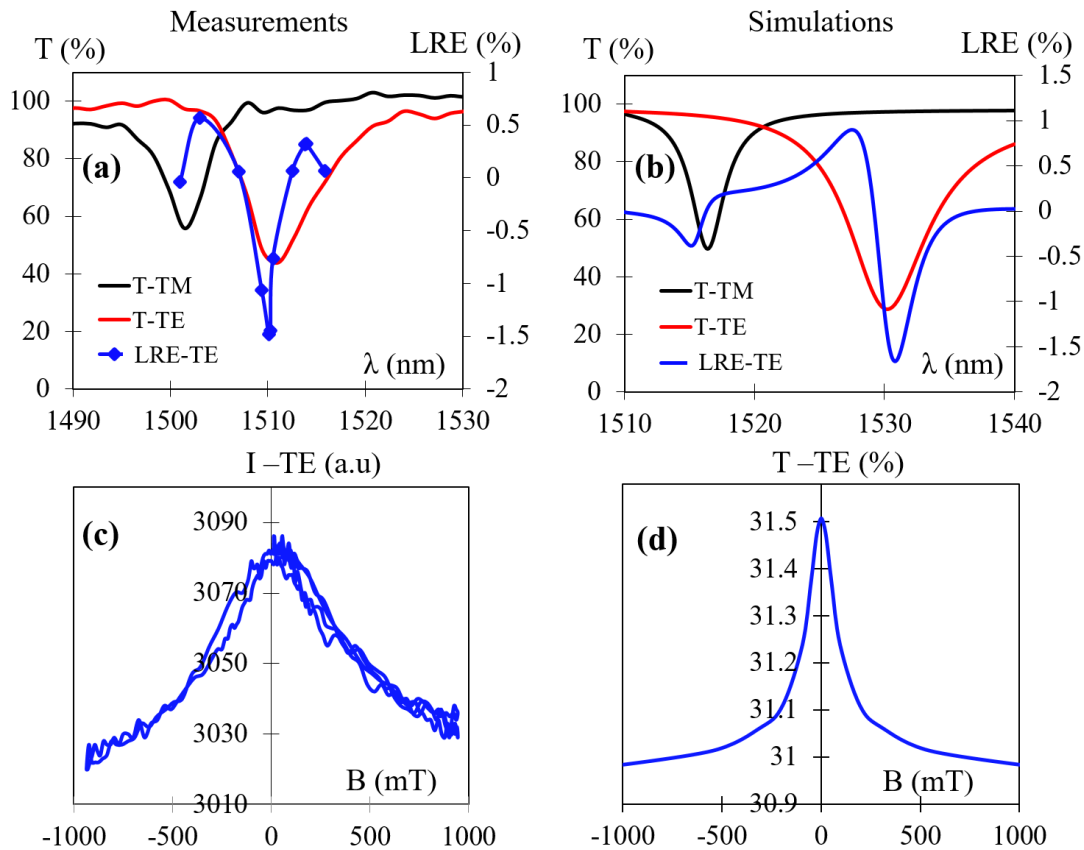 Measurements
T (%)
LRE (%)
100
80
60
40
20
0
1
0.5
0
-0.5
-1
-1.5
-2
(a)
T-TM
T-TE
LRE-TE
λ (nm)
1490
1500
1510
1520
1530
Simulations
T (%)
LRE (%)
100
80
60
40
20
0
1.5
1
0.5
0
-0.5
-1
-1.5
-2
(b)
T-TM
T-TE
LRE-TE
λ (nm)
1510
1520
1530
1540
I –TE (a.u)
(c)
3090
3070
3050
3030
3010
B (mT)
-1000
-500
0
500
1000
T –TE (%)
(d)
31.5
31.4
31.3
31.2
31.1
31
30.9
B (mT)
-1000
-500
0
500
1000